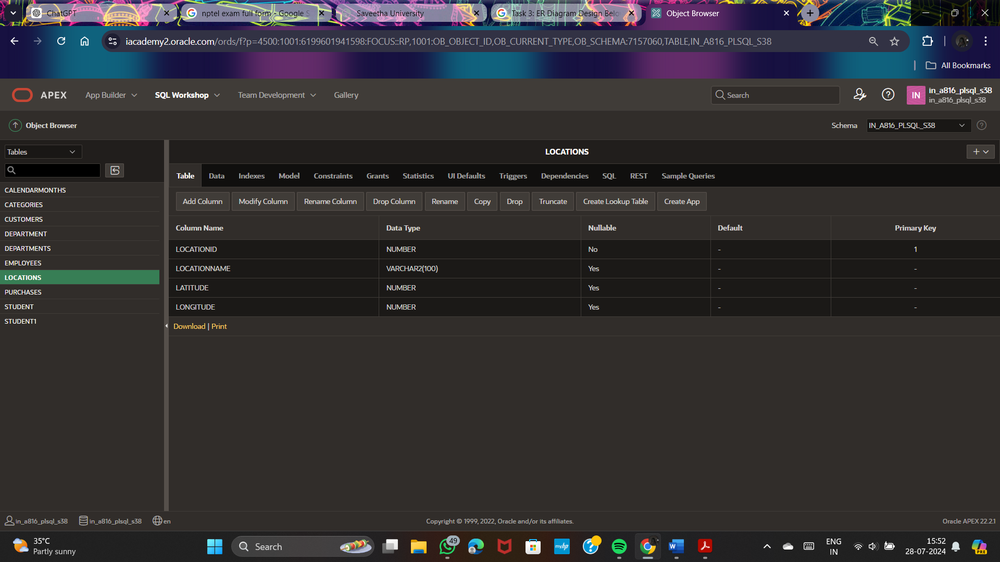 ChatGPT
nptel exam full form - Google S
Saveetha University
Task 3: ER Diagram Design Belo
Object Browser
iacademy2.oracle.com/ords/f?p=4500:1001:6199601941598:FOCUS::RP,1001:OB_OBJECT_ID,OB_CURRENT_TYPE,OB_SCHEMA:7157060,TABLE,IN_A816_PLSQL_S38
All Bookmarks
APEX App Builder SQL Workshop Team Development Gallery Search IN in_a816_plsql_s38
in_a816_plsql_s38
Object Browser Schema IN_A816_PLSQL_S38
Tables
CALENDARMONTHS
CATEGORIES
CUSTOMERS
DEPARTMENT
DEPARTMENTS
EMPLOYEES
LOCATIONS
PURCHASES
STUDENT
STUDENT1
LOCATIONS
Table Data Indexes Model Constraints Grants Statistics UI Defaults Triggers Dependencies SQL REST Sample Queries
Add Column Modify Column Rename Column Drop Column Rename Copy Drop Truncate Create Lookup Table Create App
Column Name Data Type Nullable Default Primary Key
LOCATIONID NUMBER No - 1
LOCATIONNAME VARCHAR2(100) Yes - -
LATITUDE NUMBER Yes - -
LONGITUDE NUMBER Yes - -
Download | Print
in_a816_plsql_s38 in_a816_plsql_s38 en Copyright © 1999, 2022, Oracle and/or its affiliates. Oracle APEX 22.2.1
35°C
Partly sunny
Search
49
myhp
W
ENG
IN
15:52
28-07-2024
PRE